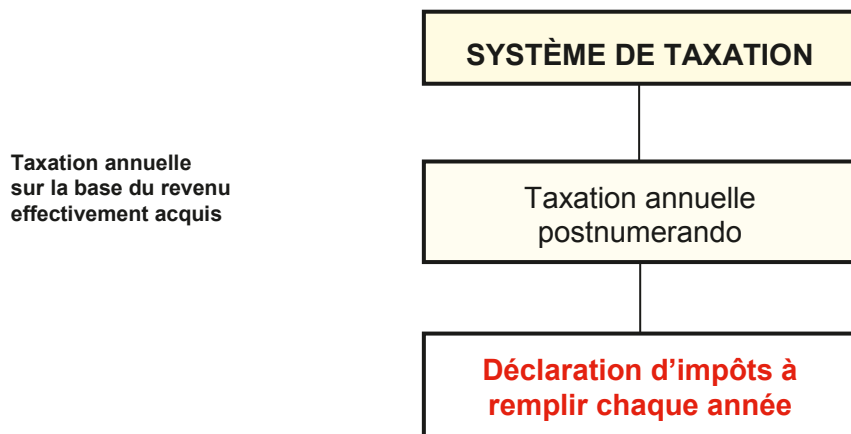 SYSTÈME DE TAXATION
Taxation annuelle
sur la base du revenu
effectivement acquis
Taxation annuelle
postnumerando
Déclaration d’impôts à
remplir chaque année